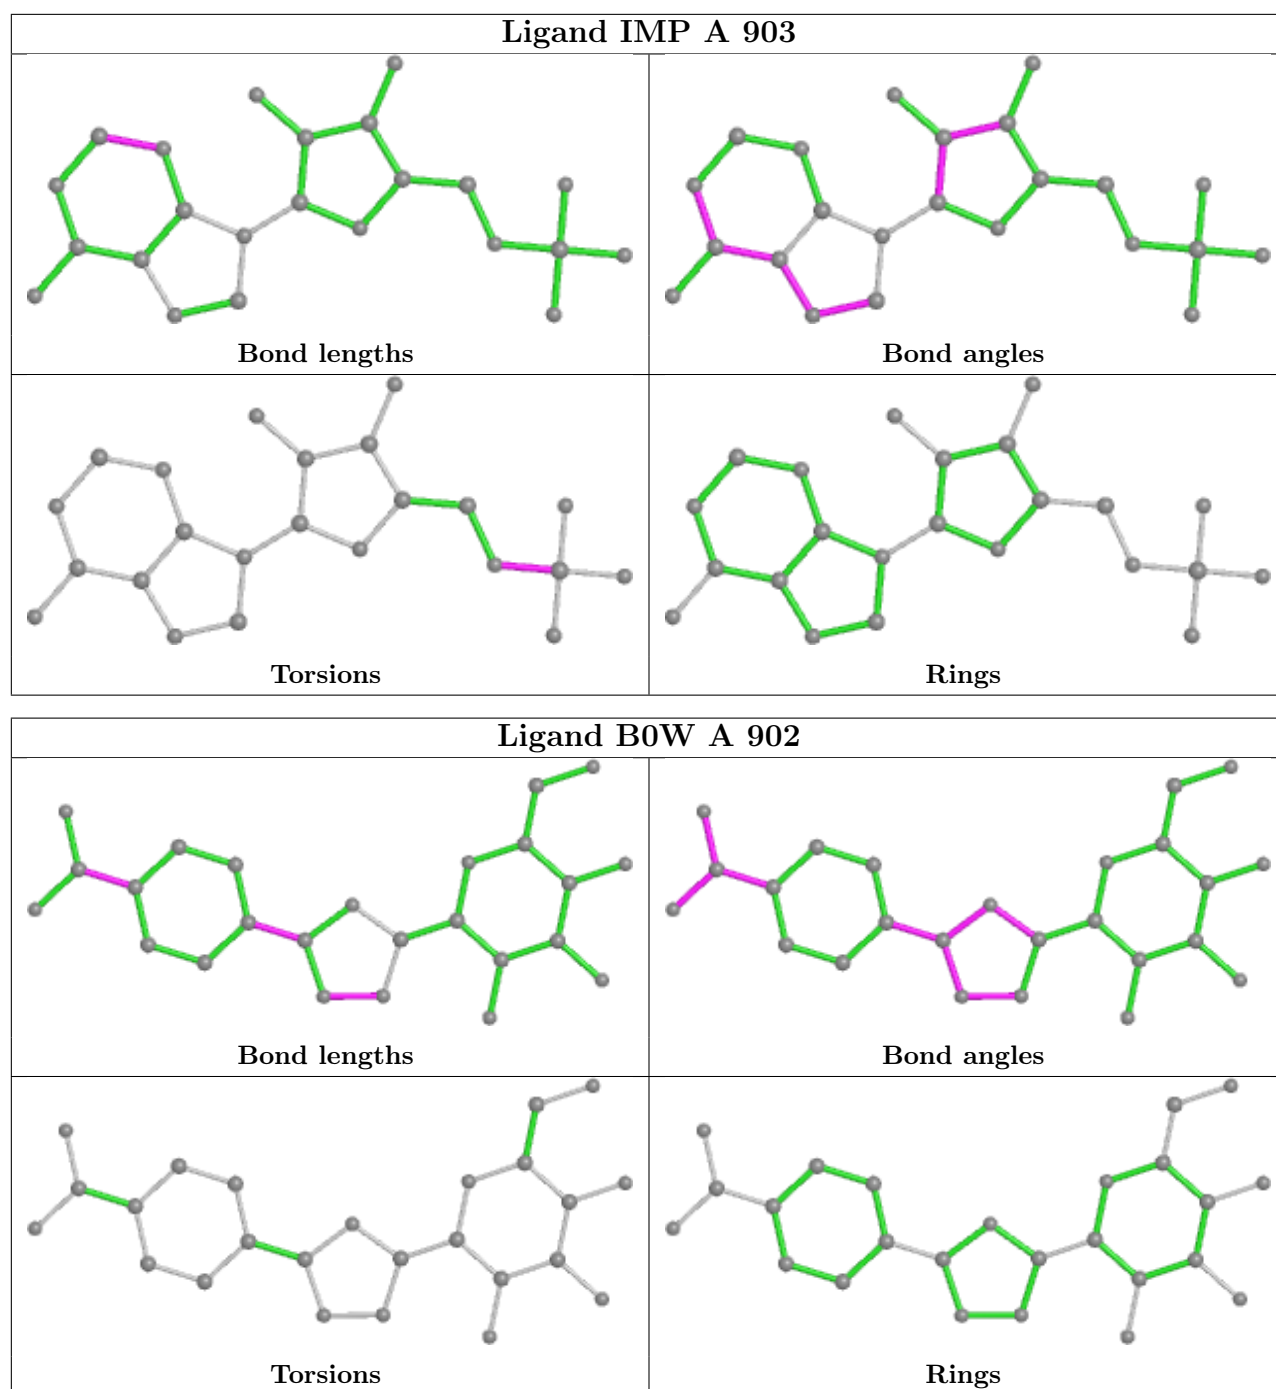 Ligand IMP A 903
Bond lengths
Bond angles
Torsions
Rings
Ligand B0W A 902
Bond lengths
Bond angles
Torsions
Rings